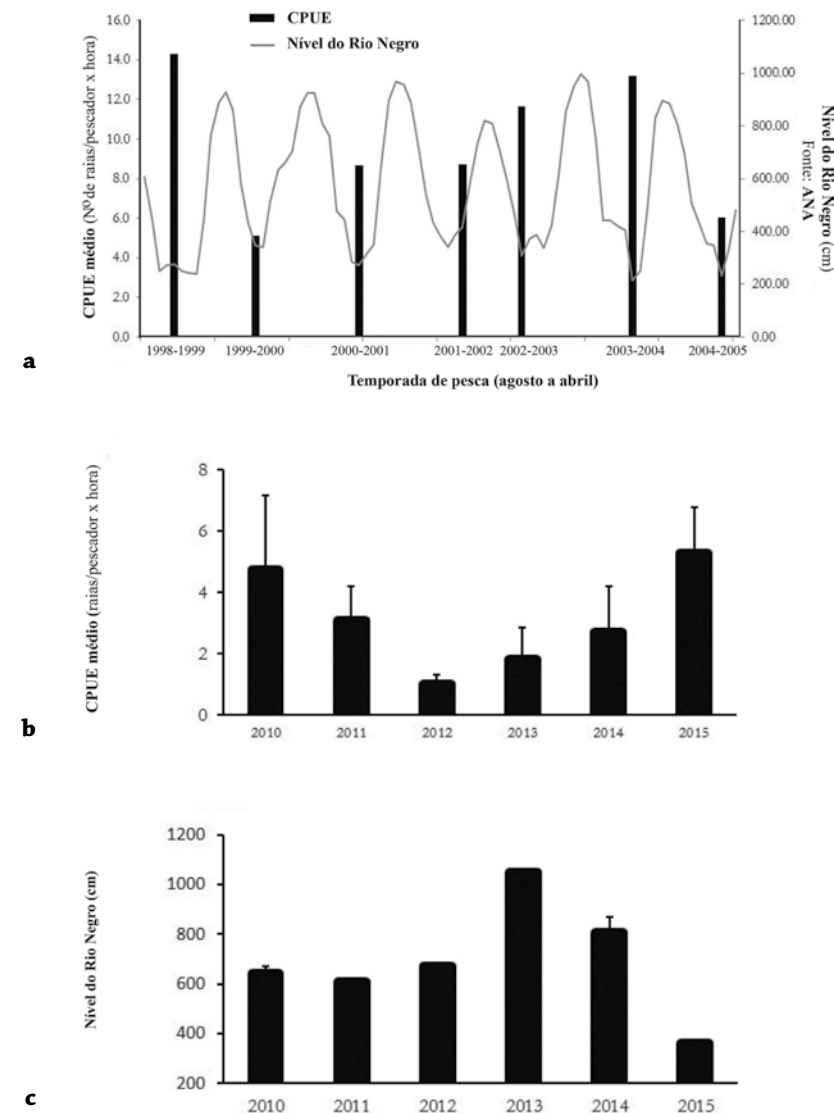 CPUE
Nível do Rio Negro
CPUE médio (Nº de raias/pescador x hora)
16.0
14.0
12.0
10.0
8.0
6.0
4.0
2.0
0.0
1200.00
1000.00
800.00
600.00
400.00
200.00
0.00
Nível do Rio Negro (cm)
Fonte: ANA
1998-1999 1999-2000 2000-2001 2001-2002 2002-2003 2003-2004 2004-2005
Temporada de pesca (agosto a abril)
a
CPUE médio (raias/pescador x hora)
8
6
4
2
0
2010 2011 2012 2013 2014 2015
b
Nível do Rio Negro (cm)
1200
1000
800
600
400
200
2010 2011 2012 2013 2014 2015
c